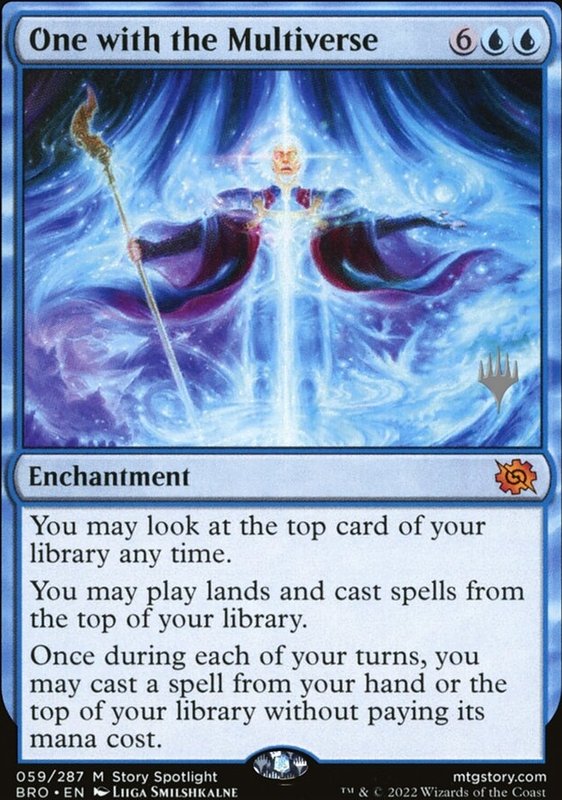 One with the Multiverse 6
Enchantment
You may look at the top card of your
library any time.
You may play lands and cast spells from
the top of your library.
Once during each of your turns, you
may cast a spell from your hand or the
top of your library without paying its
mana cost.
059/287 M Story Spotlight mtgstory.com
BRO • EN LIIGA SMILSHKALNE ™ & © 2022 Wizards of the Coast